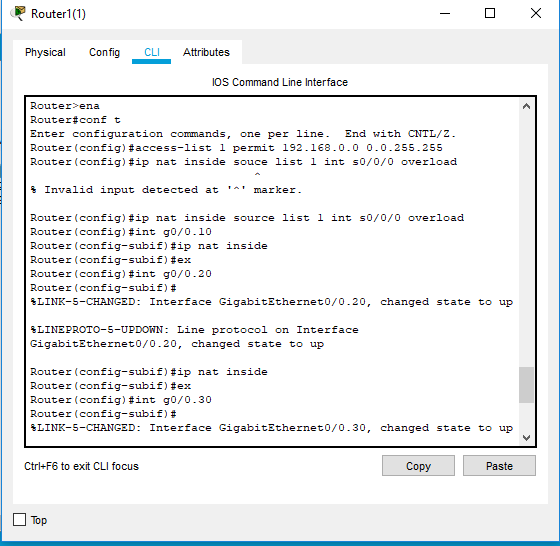 Router1(1)
Physical Config CLI Attributes
IOS Command Line Interface
Router>ena
Router#conf t
Enter configuration commands, one per line.  End with CNTL/Z.
Router(config)#access-list 1 permit 192.168.0.0 0.0.255.255
Router(config)#ip nat inside souce list 1 int s0/0/0 overload
^
% Invalid input detected at '^' marker.
Router(config)#ip nat inside source list 1 int s0/0/0 overload
Router(config)#int g0/0.10
Router(config-subif)#ip nat inside
Router(config-subif)#ex
Router(config)#int g0/0.20
Router(config-subif)#
%LINK-5-CHANGED: Interface GigabitEthernet0/0.20, changed state to up
%LINEPROTO-5-UPDOWN: Line protocol on Interface
GigabitEthernet0/0.20, changed state to up
Router(config-subif)#ip nat inside
Router(config-subif)#ex
Router(config)#int g0/0.30
Router(config-subif)#
%LINK-5-CHANGED: Interface GigabitEthernet0/0.30, changed state to up
Ctrl+F6 to exit CLI focus
Copy Paste
Top